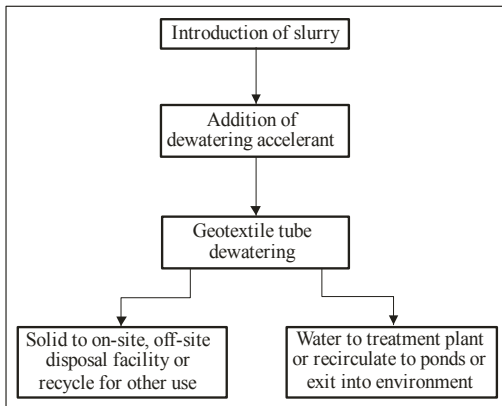 Introduction of slurry
Addition of
dewatering accelerant
Geotextile tube
dewatering
Solid to on-site, off-site
disposal facility or
recycle for other use
Water to treatment plant
or recirculate to ponds or
exit into environment